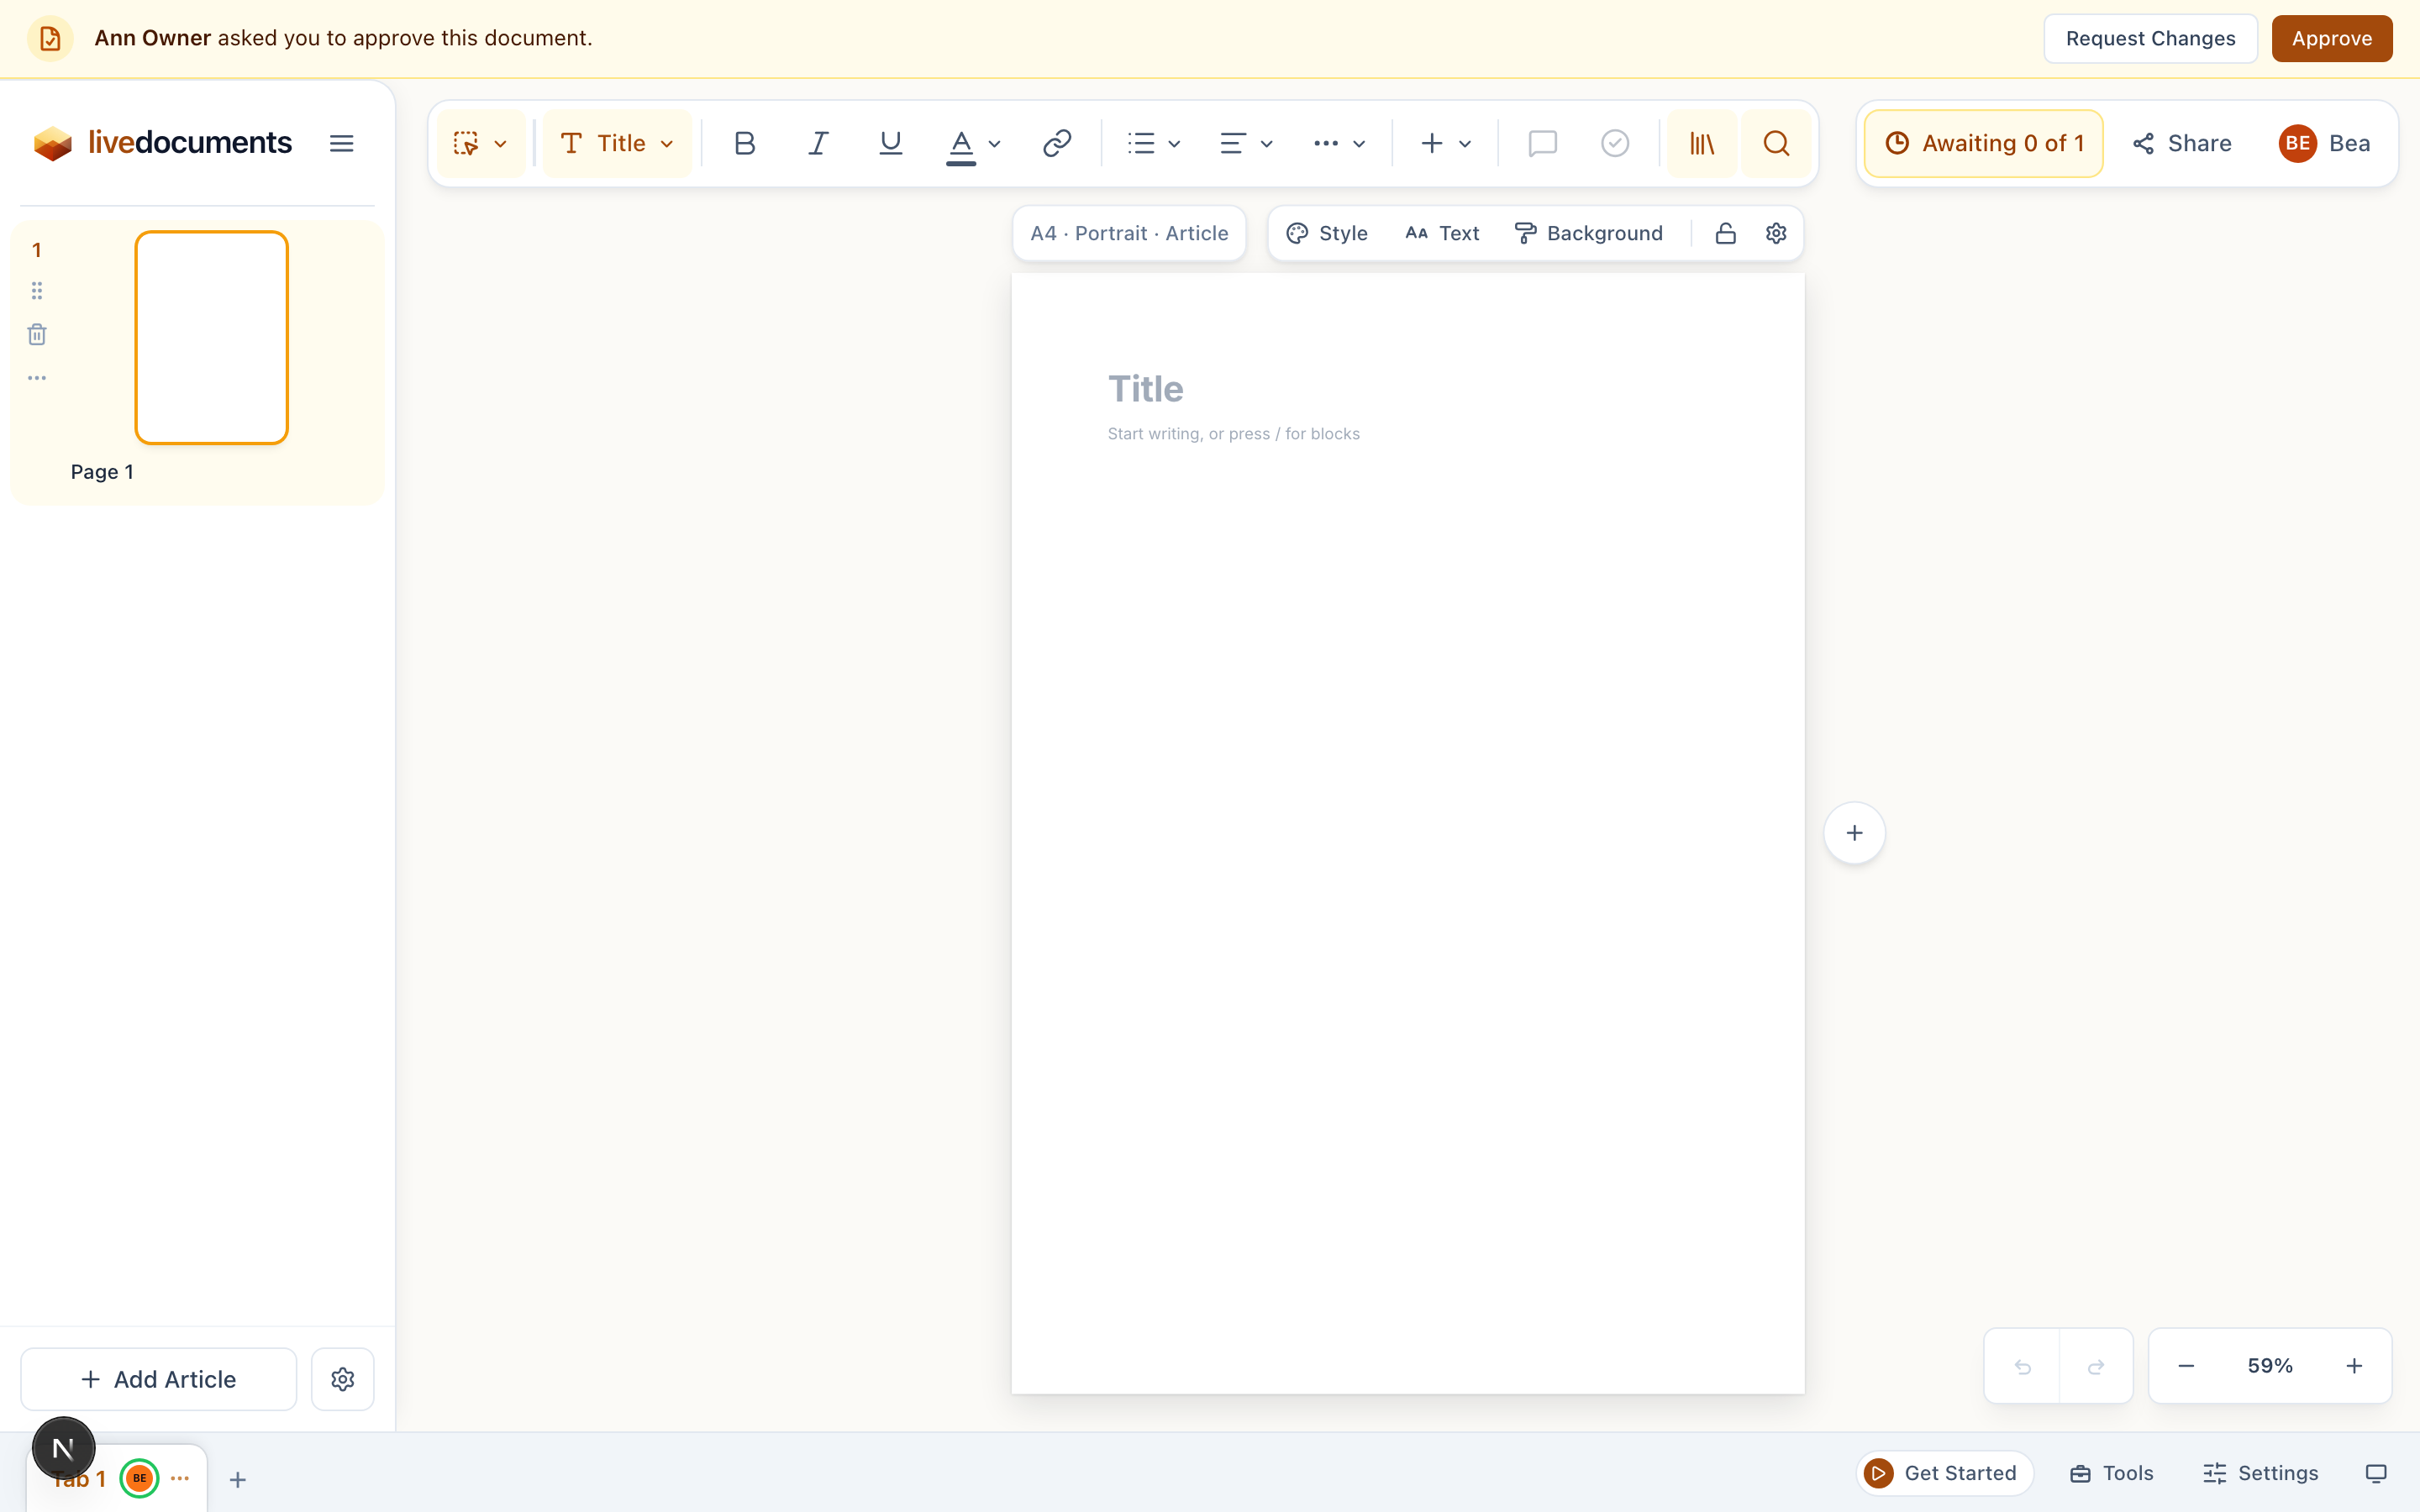 Ann Owner asked you to approve this document.
Request Changes
Approve
livedocuments
Title
Awaiting 0 of 1
Share
BE
Bea
A4 · Portrait · Article
Style
Text
Background
1
Page 1
Title
Start writing, or press / for blocks
59%
Add Article
N
Tab 1
BE
Get Started
Tools
Settings